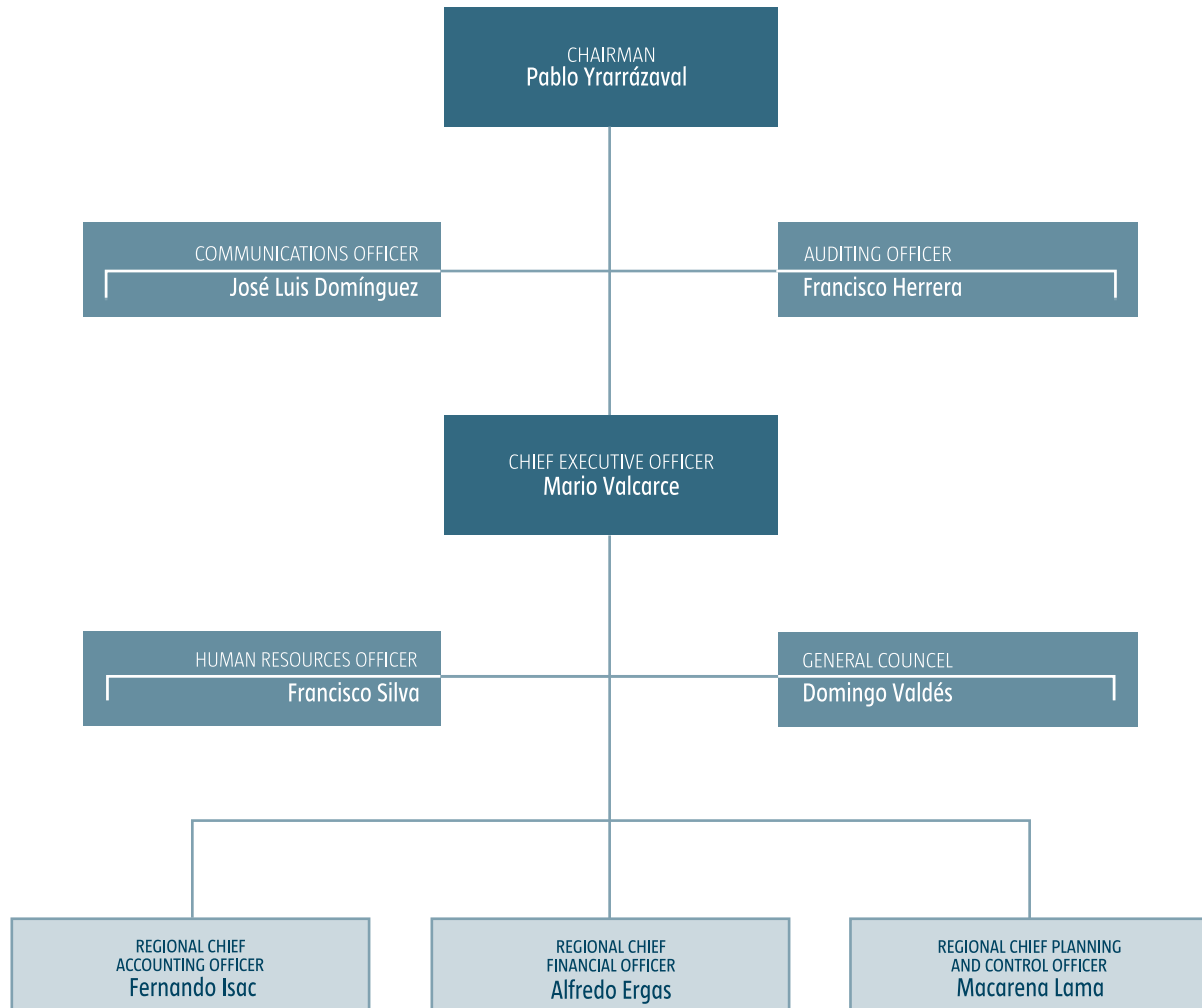 CHAIRMAN
Pablo Yrarrázaval
COMMUNICATIONS OFFICER
José Luis Domínguez
AUDITING OFFICER
Francisco Herrera
CHIEF EXECUTIVE OFFICER
Mario Valcarce
HUMAN RESOURCES OFFICER
Francisco Silva
GENERAL COUNCEL
Domingo Valdés
REGIONAL CHIEF
ACCOUNTING OFFICER
Fernando Isac
REGIONAL CHIEF
FINANCIAL OFFICER
Alfredo Ergas
REGIONAL CHIEF PLANNING
AND CONTROL OFFICER
Macarena Lama